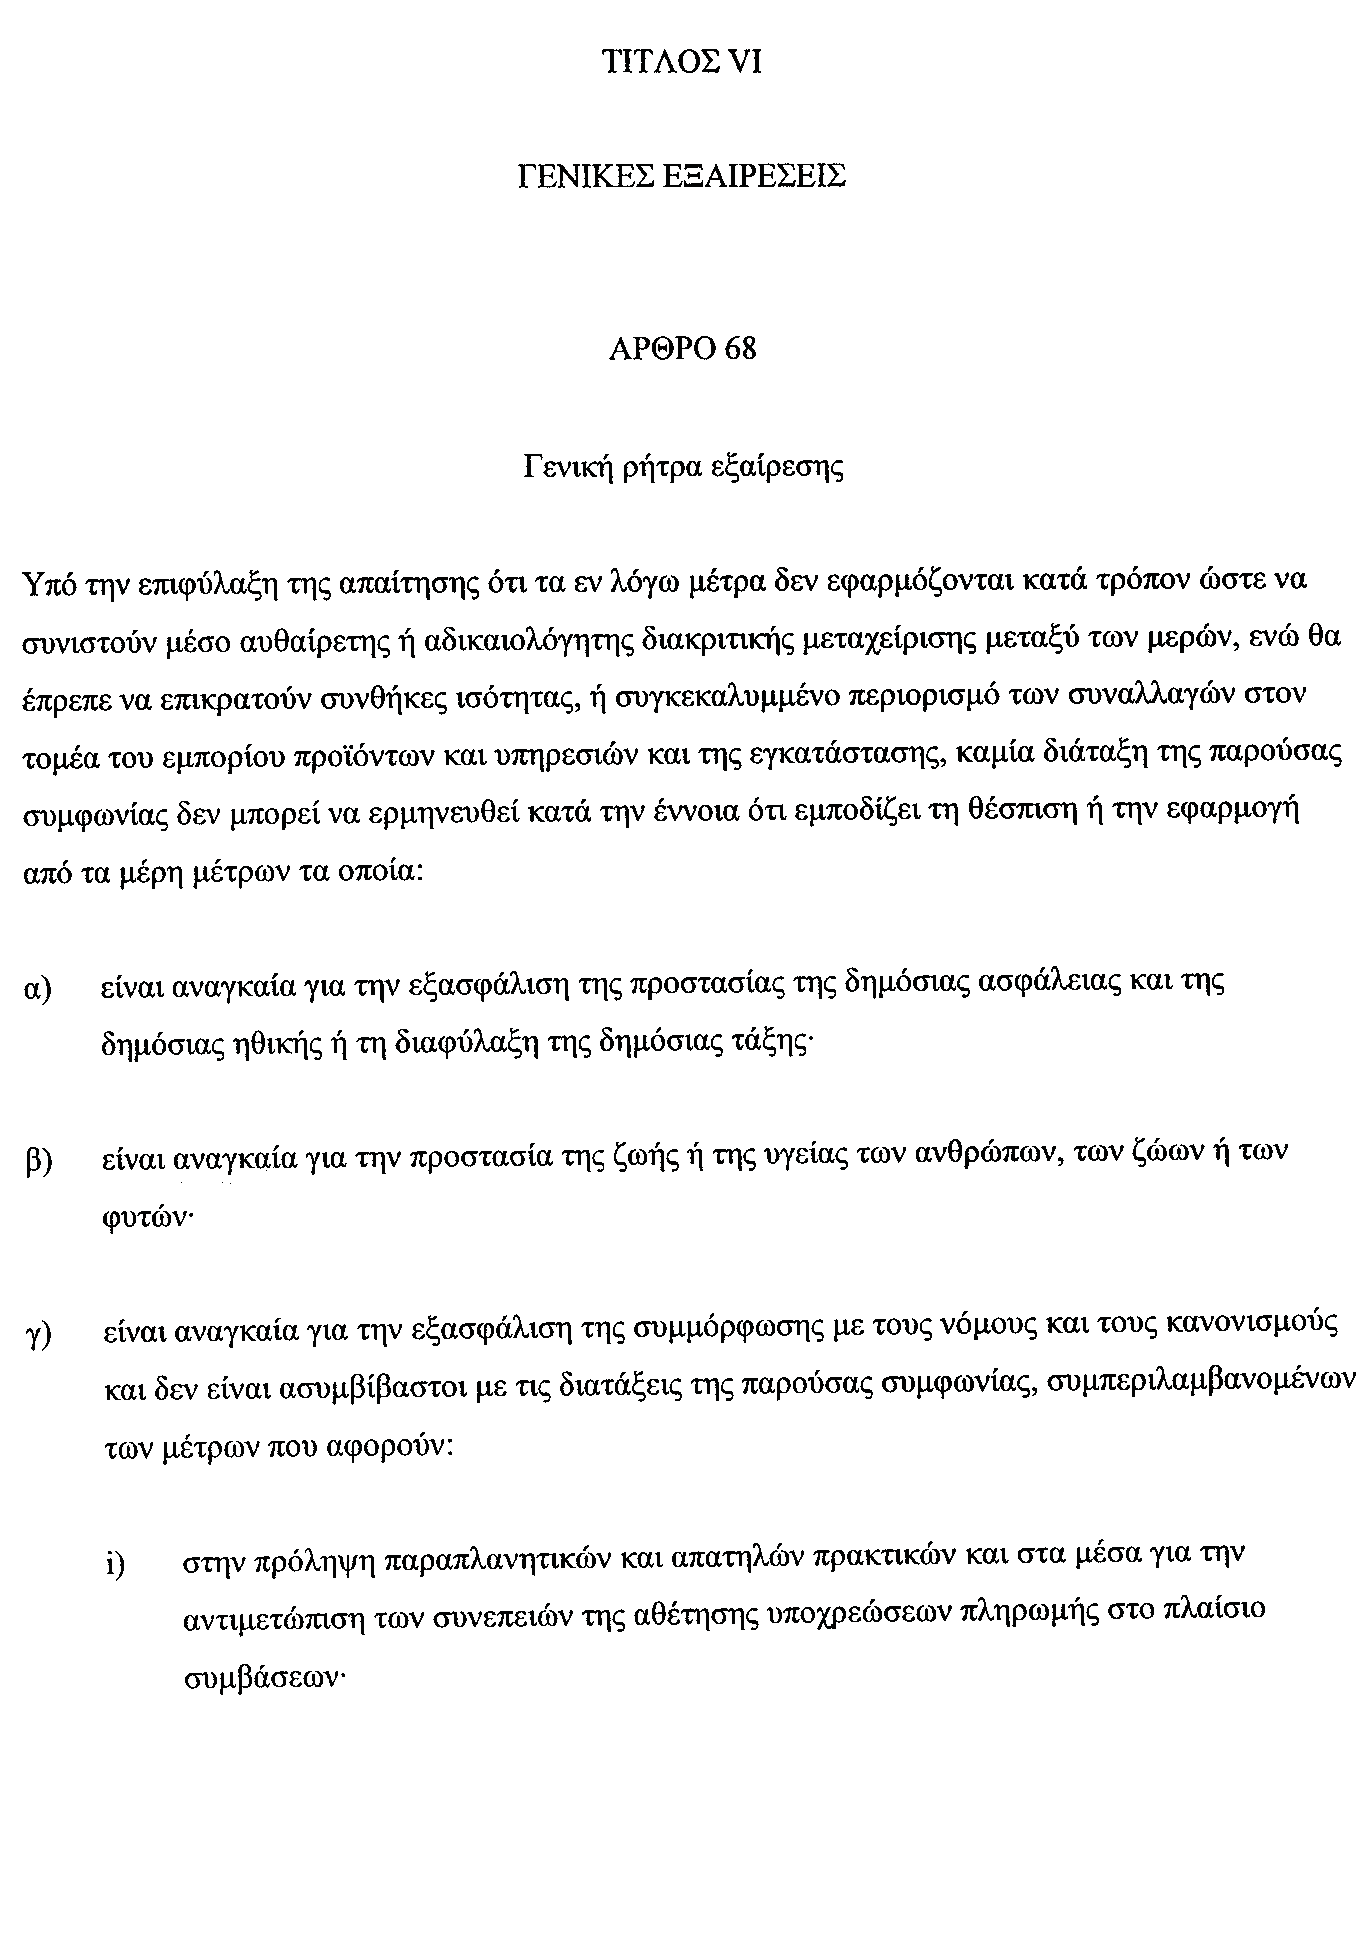 ΤΙΤΛΟΣ VI
ΓΕΝΙΚΕΣ ΕΞΑΙΡΕΣΕΙΣ
ΑΡΘΡΟ 68
Γενική ρήτρα εξαίρεσης
Υπό την επιφύλαξη της απαίτησης ότι τα εν λόγω μέτρα δεν εφαρμόζονται κατά τρόπον ώστε να
συνιστούν μέσο αυθαίρετης ή αδικαιολόγητης διακριτικής μεταχείρισης μεταξύ των μερών, ενώ θα
έπρεπε να επικρατούν συνθήκες ισότητας, ή συγκεκαλυμμένο περιορισμό των συναλλαγών στον
τομέα του εμπορίου προϊόντων και υπηρεσιών και της εγκατάστασης, καμία διάταξη της παρούσας
συμφωνίας δεν μπορεί να ερμηνευθεί κατά την έννοια ότι εμποδίζει τη θέσπιση ή την εφαρμογή
από τα μέρη μέτρων τα οποία:
α) είναι αναγκαία για την εξασφάλιση της προστασίας της δημόσιας ασφάλειας και της
δημόσιας ηθικής ή τη διαφύλαξη της δημόσιας τάξης·
β) είναι αναγκαία για την προστασία της ζωής ή της υγείας των ανθρώπων, των ζώων ή των
φυτών·
γ) είναι αναγκαία για την εξασφάλιση της συμμόρφωσης με τους νόμους και τους κανονισμούς
και δεν είναι ασυμβίβαστοι με τις διατάξεις της παρούσας συμφωνίας, συμπεριλαμβανομένων
των μέτρων που αφορούν:
i) στην πρόληψη παραπλανητικών και απατηλών πρακτικών και στα μέσα για την
αντιμετώπιση των συνεπειών της αθέτησης υποχρεώσεων πληρωμής στο πλαίσιο
συμβάσεων·